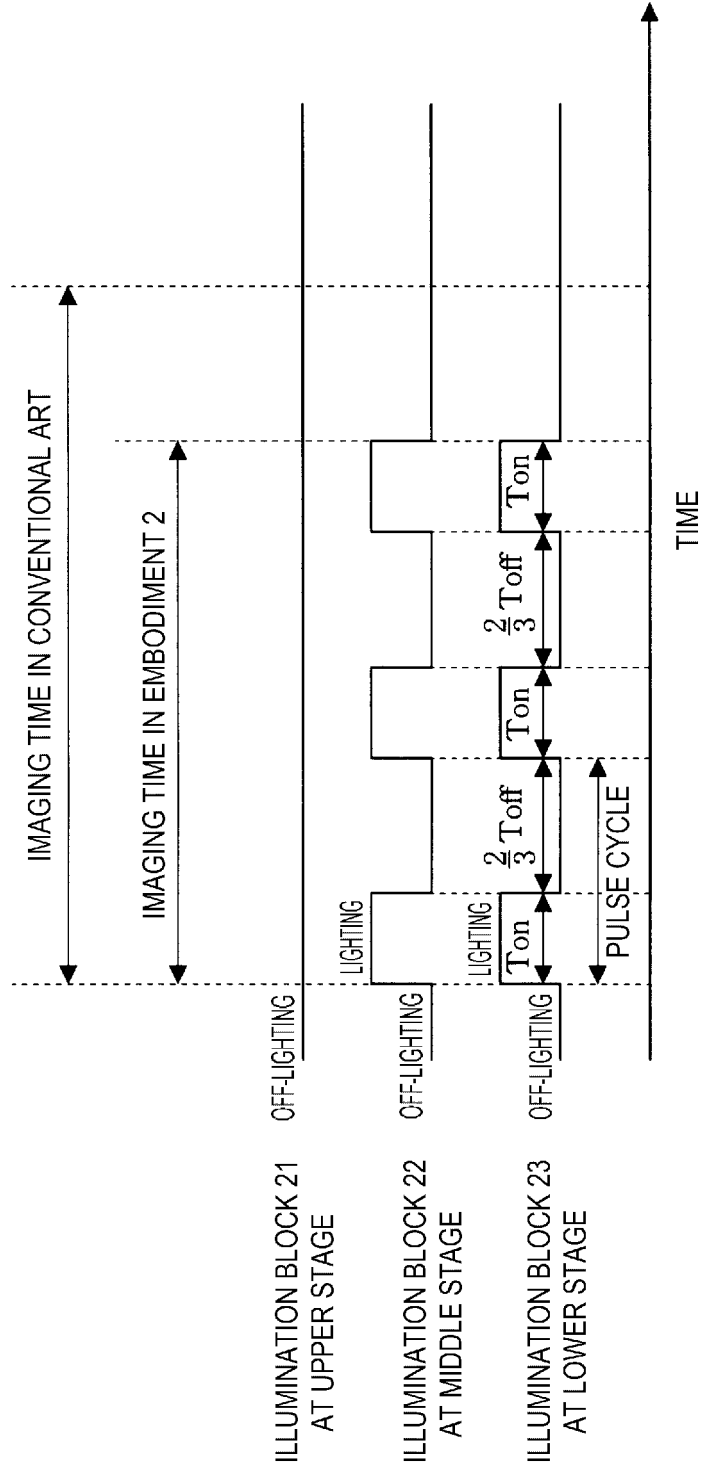 IMAGING TIME IN CONVENTIONAL ART
IMAGING TIME IN EMBODIMENT 2
ILLUMINATION BLOCK 21
AT UPPER STAGE
OFF-LIGHTING
ILLUMINATION BLOCK 22
AT MIDDLE STAGE
OFF-LIGHTING
LIGHTING
ILLUMINATION BLOCK 23
AT LOWER STAGE
OFF-LIGHTING
LIGHTING
Ton
2/3 Toff
Ton
2/3 Toff
Ton
PULSE CYCLE
TIME